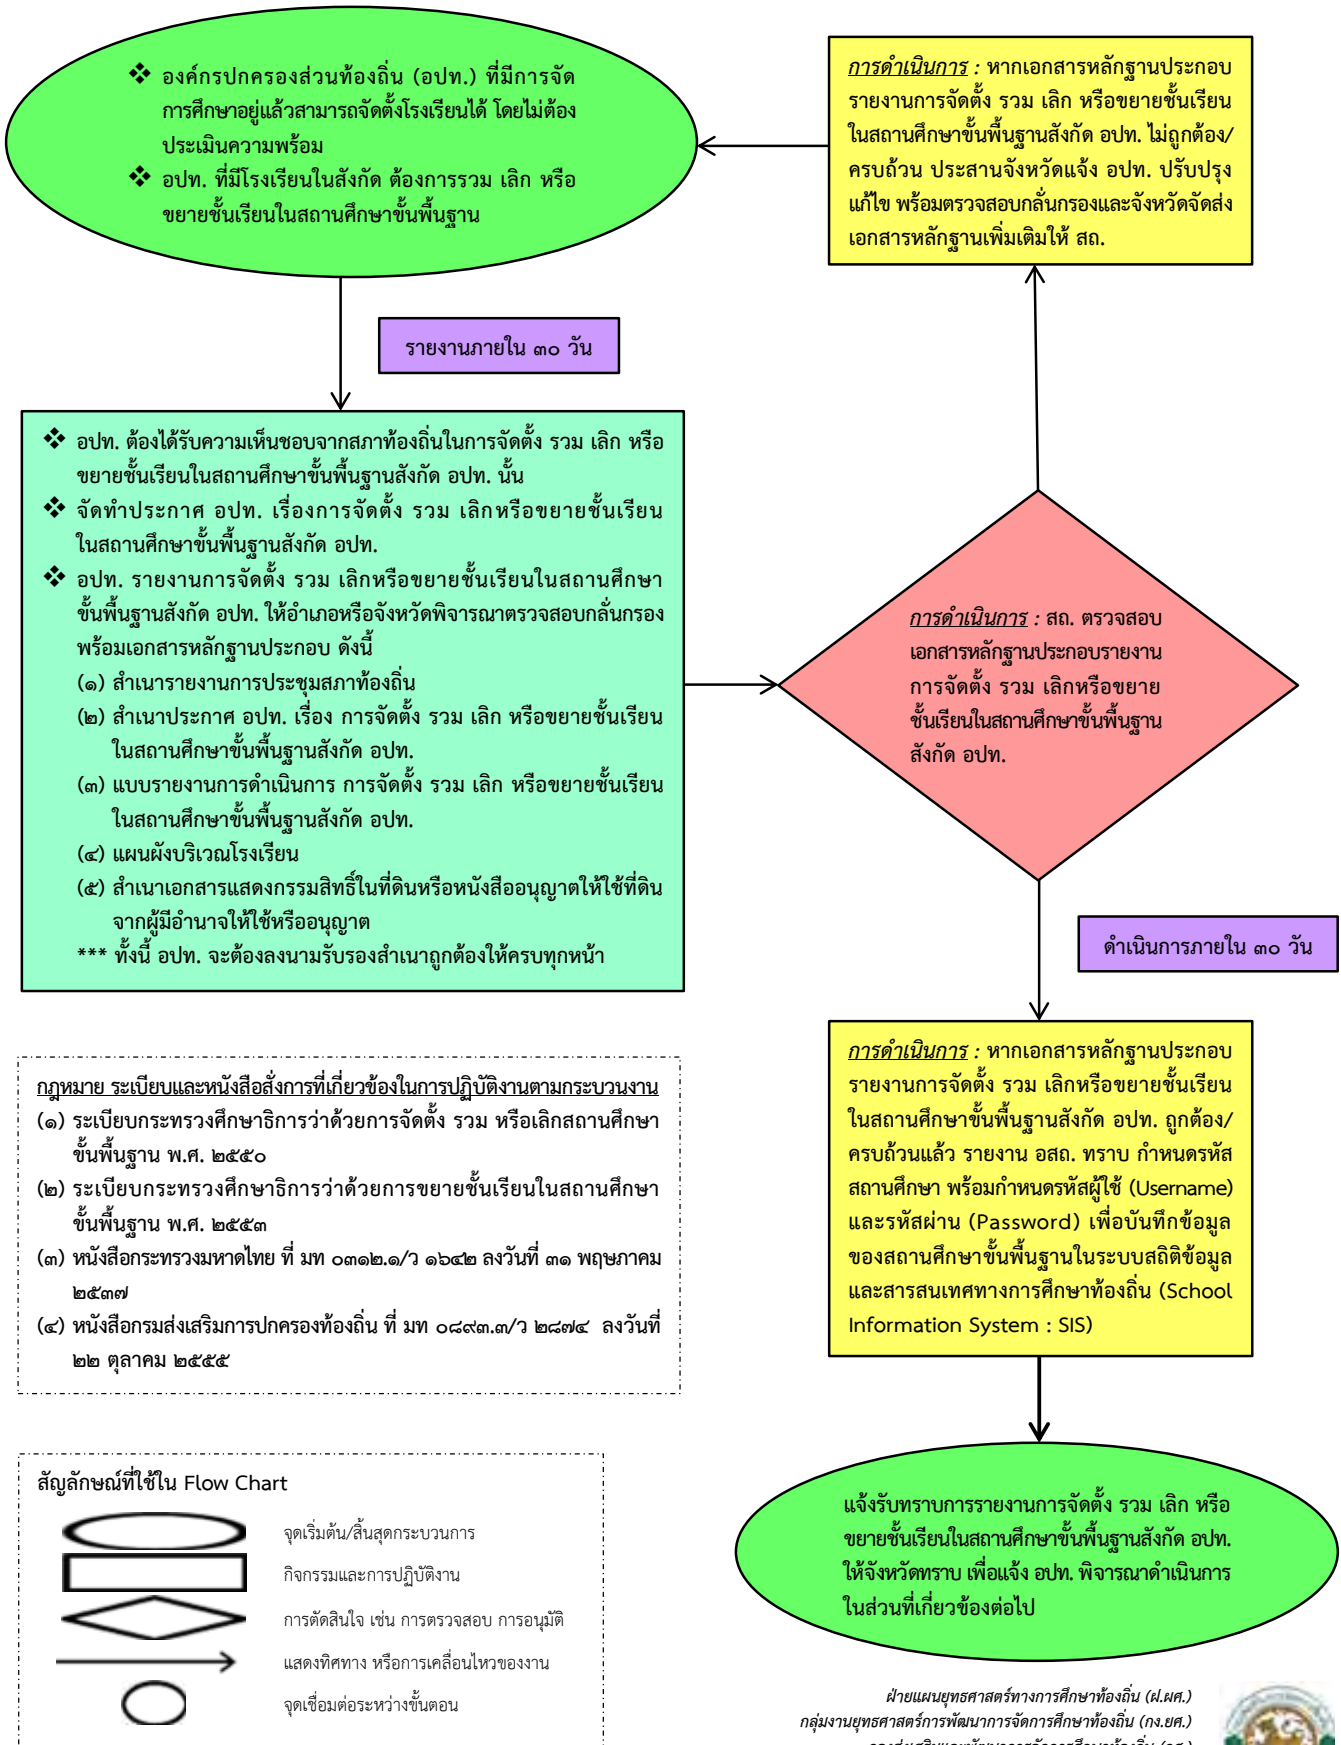 ❖ องค์กรปกครองส่วนท้องถิ่น (อปท.) ที่มีการจัด
การศึกษาอยู่แล้วสามารถจัดตั้งโรงเรียนได้ โดยไม่ต้อง
ประเมินความพร้อม
❖ อปท. ที่มีโรงเรียนในสังกัด ต้องการรวม เลิก หรือ
ขยายชั้นเรียนในสถานศึกษาขั้นพื้นฐาน
การดำเนินการ : หากเอกสารหลักฐานประกอบ
รายงานการจัดตั้ง รวม เลิก หรือขยายชั้นเรียน
ในสถานศึกษาขั้นพื้นฐานสังกัด อปท. ไม่ถูกต้อง/
ครบถ้วน ประสานจังหวัดแจ้ง อปท. ปรับปรุง
แก้ไข พร้อมตรวจสอบกลั่นกรองและจังหวัดจัดส่ง
เอกสารหลักฐานเพิ่มเติมให้ สถ.
รายงานภายใน ๓๐ วัน
❖ อปท. ต้องได้รับความเห็นชอบจากสภาท้องถิ่นในการจัดตั้ง รวม เลิก หรือ
ขยายชั้นเรียนในสถานศึกษาขั้นพื้นฐานสังกัด อปท. นั้น
❖ จัดทำประกาศ อปท. เรื่องการจัดตั้ง รวม เลิกหรือขยายชั้นเรียน
ในสถานศึกษาขั้นพื้นฐานสังกัด อปท.
❖ อปท. รายงานการจัดตั้ง รวม เลิกหรือขยายชั้นเรียนในสถานศึกษา
ขั้นพื้นฐานสังกัด อปท. ให้อำเภอหรือจังหวัดพิจารณาตรวจสอบกลั่นกรอง
พร้อมเอกสารหลักฐานประกอบ ดังนี้
(๑) สำเนารายงานการประชุมสภาท้องถิ่น
(๒) สำเนาประกาศ อปท. เรื่อง การจัดตั้ง รวม เลิก หรือขยายชั้นเรียน
ในสถานศึกษาขั้นพื้นฐานสังกัด อปท.
(๓) แบบรายงานการดำเนินการ การจัดตั้ง รวม เลิก หรือขยายชั้นเรียน
ในสถานศึกษาขั้นพื้นฐานสังกัด อปท.
(๔) แผนผังบริเวณโรงเรียน
(๕) สำเนาเอกสารแสดงกรรมสิทธิ์ในที่ดินหรือหนังสืออนุญาตให้ใช้ที่ดิน
จากผู้มีอำนาจให้ใช้หรืออนุญาต
*** ทั้งนี้ อปท. จะต้องลงนามรับรองสำเนาถูกต้องให้ครบทุกหน้า
การดำเนินการ : สถ. ตรวจสอบ
เอกสารหลักฐานประกอบรายงาน
การจัดตั้ง รวม เลิกหรือขยาย
ชั้นเรียนในสถานศึกษาขั้นพื้นฐาน
สังกัด อปท.
ดำเนินการภายใน ๓๐ วัน
การดำเนินการ : หากเอกสารหลักฐานประกอบ
รายงานการจัดตั้ง รวม เลิกหรือขยายชั้นเรียน
ในสถานศึกษาขั้นพื้นฐานสังกัด อปท. ถูกต้อง/
ครบถ้วนแล้ว รายงาน อสถ. ทราบ กำหนดรหัส
สถานศึกษา พร้อมกำหนดรหัสผู้ใช้ (Username)
และรหัสผ่าน (Password) เพื่อบันทึกข้อมูล
ของสถานศึกษาขั้นพื้นฐานในระบบสถิติข้อมูล
และสารสนเทศทางการศึกษาท้องถิ่น (School
Information System : SIS)
กฎหมาย ระเบียบและหนังสือสั่งการที่เกี่ยวข้องในการปฏิบัติงานตามกระบวนงาน
(๑) ระเบียบกระทรวงศึกษาธิการว่าด้วยการจัดตั้ง รวม หรือเลิกสถานศึกษา
ขั้นพื้นฐาน พ.ศ. ๒๕๕๐
(๒) ระเบียบกระทรวงศึกษาธิการว่าด้วยการขยายชั้นเรียนในสถานศึกษา
ขั้นพื้นฐาน พ.ศ. ๒๕๕๓
(๓) หนังสือกระทรวงมหาดไทย ที่ มท ๐๓๑๒.๑/ว ๑๖๔๒ ลงวันที่ ๓๑ พฤษภาคม
๒๕๓๗
(๔) หนังสือกรมส่งเสริมการปกครองท้องถิ่น ที่ มท ๐๘๙๓.๓/ว ๒๘๗๔ ลงวันที่
๒๒ ตุลาคม ๒๕๕๕
สัญลักษณ์ที่ใช้ใน Flow Chart
จุดเริ่มต้น/สิ้นสุดกระบวนการ
กิจกรรมและการปฏิบัติงาน
การตัดสินใจ เช่น การตรวจสอบ การอนุมัติ
แสดงทิศทาง หรือการเคลื่อนไหวของงาน
จุดเชื่อมต่อระหว่างขั้นตอน
แจ้งรับทราบการรายงานการจัดตั้ง รวม เลิก หรือ
ขยายชั้นเรียนในสถานศึกษาขั้นพื้นฐานสังกัด อปท.
ให้จังหวัดทราบ เพื่อแจ้ง อปท. พิจารณาดำเนินการ
ในส่วนที่เกี่ยวข้องต่อไป
ฝ่ายแผนยุทธศาสตร์ทางการศึกษาท้องถิ่น (ฝ.ผศ.)
กลุ่มงานยุทธศาสตร์การพัฒนาการจัดการศึกษาท้องถิ่น (กง.ยศ.)